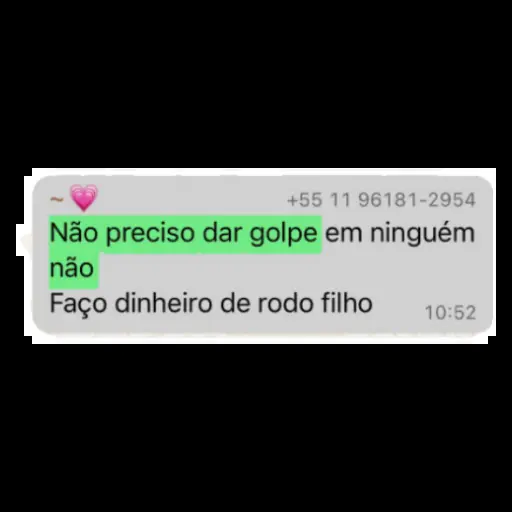 ~💗 +55 11 96181-2954
Não preciso dar golpe em ninguém
não
Faço dinheiro de rodo filho
10:52